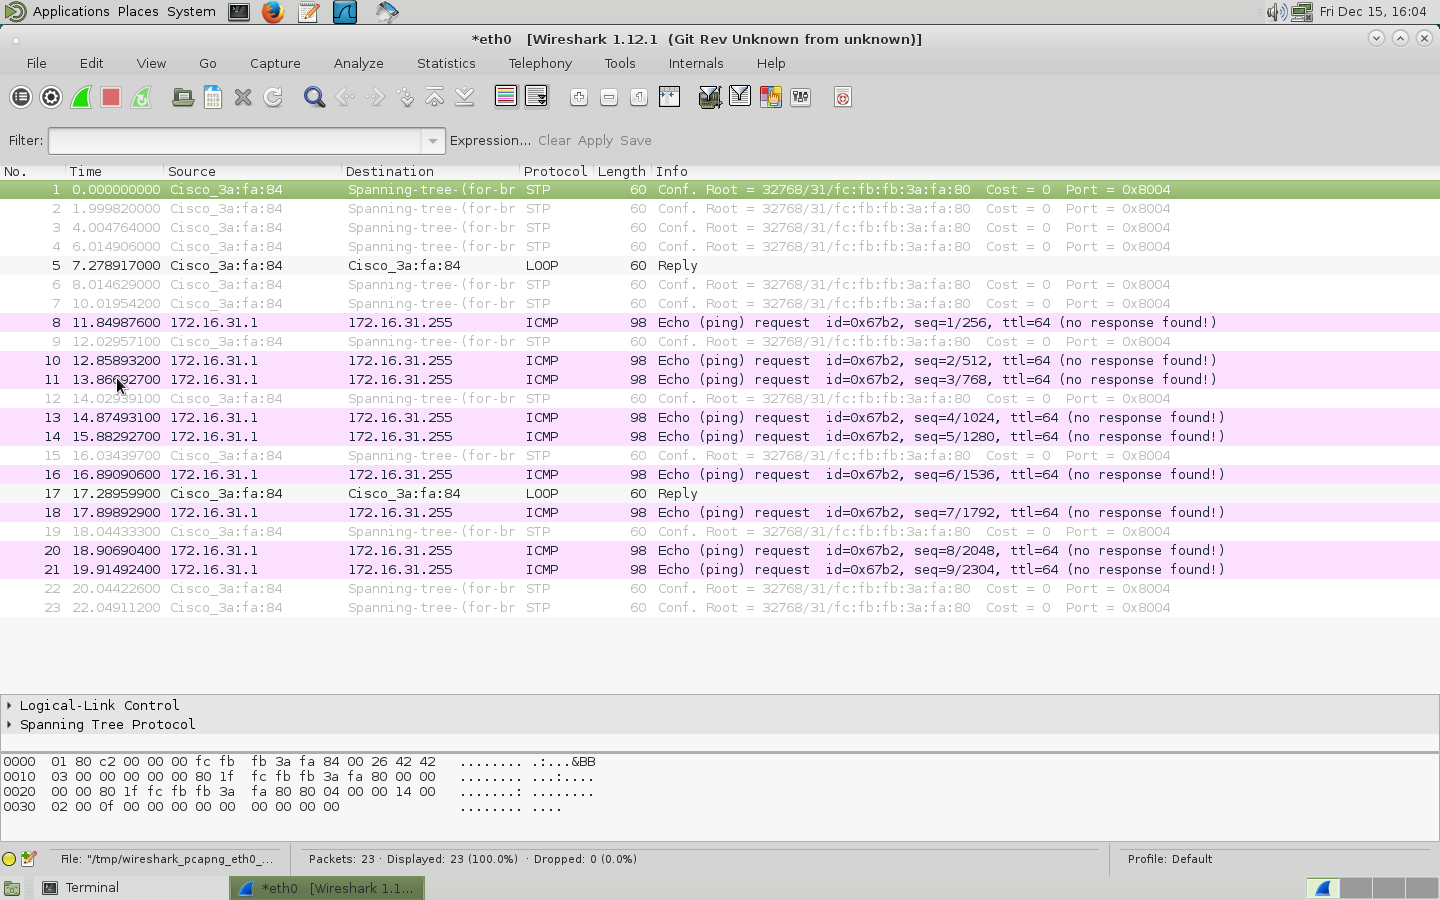 Applications Places System Fri Dec 15, 16:04
*eth0 [Wireshark 1.12.1 (Git Rev Unknown from unknown)]
File Edit View Go Capture Analyze Statistics Telephony Tools Internals Help
Filter: Expression... Clear Apply Save
No. Time Source Destination Protocol Length Info
1 0.000000000 Cisco_3a:fa:84 Spanning-tree-(for-br STP 60 Conf. Root = 32768/31/fc:fb:fb:3a:fa:80 Cost = 0 Port = 0x8004
2 1.999820000 Cisco_3a:fa:84 Spanning-tree-(for-br STP 60 Conf. Root = 32768/31/fc:fb:fb:3a:fa:80 Cost = 0 Port = 0x8004
3 4.004764000 Cisco_3a:fa:84 Spanning-tree-(for-br STP 60 Conf. Root = 32768/31/fc:fb:fb:3a:fa:80 Cost = 0 Port = 0x8004
4 6.014906000 Cisco_3a:fa:84 Spanning-tree-(for-br STP 60 Conf. Root = 32768/31/fc:fb:fb:3a:fa:80 Cost = 0 Port = 0x8004
5 7.278917000 Cisco_3a:fa:84 Cisco_3a:fa:84 LOOP 60 Reply
6 8.014629000 Cisco_3a:fa:84 Spanning-tree-(for-br STP 60 Conf. Root = 32768/31/fc:fb:fb:3a:fa:80 Cost = 0 Port = 0x8004
7 10.01954200 Cisco_3a:fa:84 Spanning-tree-(for-br STP 60 Conf. Root = 32768/31/fc:fb:fb:3a:fa:80 Cost = 0 Port = 0x8004
8 11.84987600 172.16.31.1 172.16.31.255 ICMP 98 Echo (ping) request id=0x67b2, seq=1/256, ttl=64 (no response found!)
9 12.02957100 Cisco_3a:fa:84 Spanning-tree-(for-br STP 60 Conf. Root = 32768/31/fc:fb:fb:3a:fa:80 Cost = 0 Port = 0x8004
10 12.85893200 172.16.31.1 172.16.31.255 ICMP 98 Echo (ping) request id=0x67b2, seq=2/512, ttl=64 (no response found!)
11 172.16.31.1 172.16.31.255 ICMP 98 Echo (ping) request id=0x67b2, seq=3/768, ttl=64 (no response found!)
12 Cisco_3a:fa:84 Spanning-tree-(for-br STP 60 Conf. Root = 32768/31/fc:fb:fb:3a:fa:80 Cost = 0 Port = 0x8004
13 14.87493100 172.16.31.1 172.16.31.255 ICMP 98 Echo (ping) request id=0x67b2, seq=4/1024, ttl=64 (no response found!)
14 15.88292700 172.16.31.1 172.16.31.255 ICMP 98 Echo (ping) request id=0x67b2, seq=5/1280, ttl=64 (no response found!)
15 16.03439700 Cisco_3a:fa:84 Spanning-tree-(for-br STP 60 Conf. Root = 32768/31/fc:fb:fb:3a:fa:80 Cost = 0 Port = 0x8004
16 16.89090600 172.16.31.1 172.16.31.255 ICMP 98 Echo (ping) request id=0x67b2, seq=6/1536, ttl=64 (no response found!)
17 17.28959900 Cisco_3a:fa:84 Cisco_3a:fa:84 LOOP 60 Reply
18 17.89892900 172.16.31.1 172.16.31.255 ICMP 98 Echo (ping) request id=0x67b2, seq=7/1792, ttl=64 (no response found!)
19 18.04433300 Cisco_3a:fa:84 Spanning-tree-(for-br STP 60 Conf. Root = 32768/31/fc:fb:fb:3a:fa:80 Cost = 0 Port = 0x8004
20 18.90690400 172.16.31.1 172.16.31.255 ICMP 98 Echo (ping) request id=0x67b2, seq=8/2048, ttl=64 (no response found!)
21 19.91492400 172.16.31.1 172.16.31.255 ICMP 98 Echo (ping) request id=0x67b2, seq=9/2304, ttl=64 (no response found!)
22 20.04422600 Cisco_3a:fa:84 Spanning-tree-(for-br STP 60 Conf. Root = 32768/31/fc:fb:fb:3a:fa:80 Cost = 0 Port = 0x8004
23 22.04911200 Cisco_3a:fa:84 Spanning-tree-(for-br STP 60 Conf. Root = 32768/31/fc:fb:fb:3a:fa:80 Cost = 0 Port = 0x8004
Logical-Link Control
Spanning Tree Protocol
0000 01 80 c2 00 00 00 fc fb fb 3a fa 84 00 26 42 42 ........ .:...&BB
0010 03 00 00 00 00 00 80 1f fc fb fb 3a fa 80 00 00 ........ ...:....
0020 00 00 80 1f fc fb fb 3a fa 80 80 04 00 00 14 00 .......: ........
0030 02 00 0f 00 00 00 00 00 00 00 00 00 ........ ....
File: "/tmp/wireshark_pcapng_eth0_... Packets: 23 · Displayed: 23 (100.0%) · Dropped: 0 (0.0%) Profile: Default
Terminal *eth0 [Wireshark 1.1...